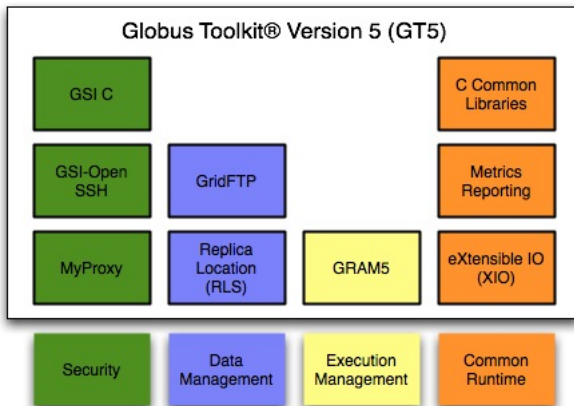 Globus Toolkit® Version 5 (GT5)
GSI C
C Common
Libraries
GSI-Open
SSH
GridFTP
Metrics
Reporting
MyProxy
Replica
Location
(RLS)
GRAM5
eXtensible IO
(XIO)
Security
Data
Management
Execution
Management
Common
Runtime